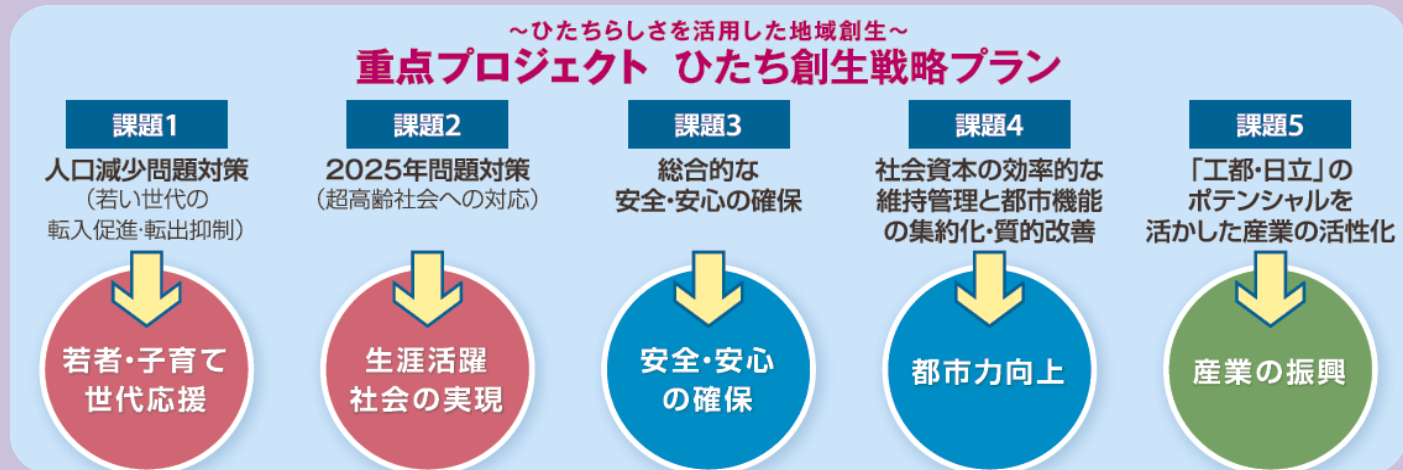 ～ひたちらしさを活用した地域創生～
重点プロジェクト ひたち創生戦略プラン
課題1
人口減少問題対策
（若い世代の
転入促進・転出抑制）
若者・子育て
世代応援
課題2
2025年問題対策
（超高齢社会への対応）
生涯活躍
社会の実現
課題3
総合的な
安全・安心の確保
安全・安心
の確保
課題4
社会資本の効率的な
維持管理と都市機能
の集約化・質的改善
都市力向上
課題5
「工都・日立」の
ポテンシャルを
活かした産業の活性化
産業の振興